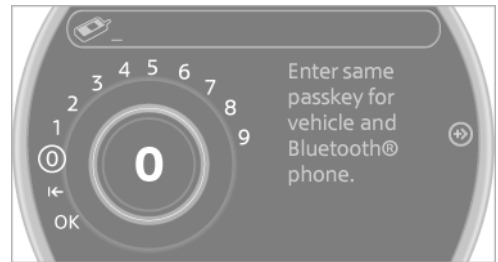 _
4 5 6
3 7
2 8
1 9
0 0
OK
Enter same
passkey for
vehicle and
Bluetooth®
phone.